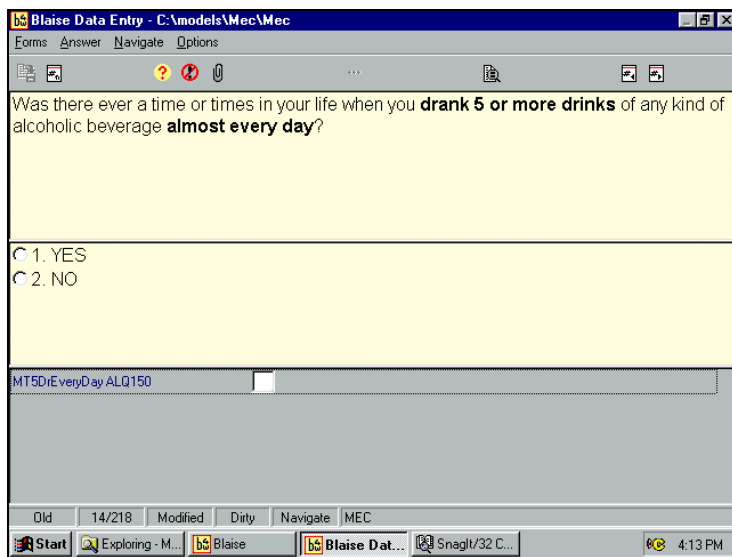 Blaise Data Entry - C:\models\Mec\Mec
Forms Answer Navigate Options
Was there ever a time or times in your life when you drank 5 or more drinks of any kind of
alcoholic beverage almost every day?
1. YES
2. NO
MT5DrEveryDay ALQ150
Old 14/218 Modified Dirty Navigate MEC
Start Exploring - M... Blaise Blaise Dat... SnagIt/32 C... 4:13 PM